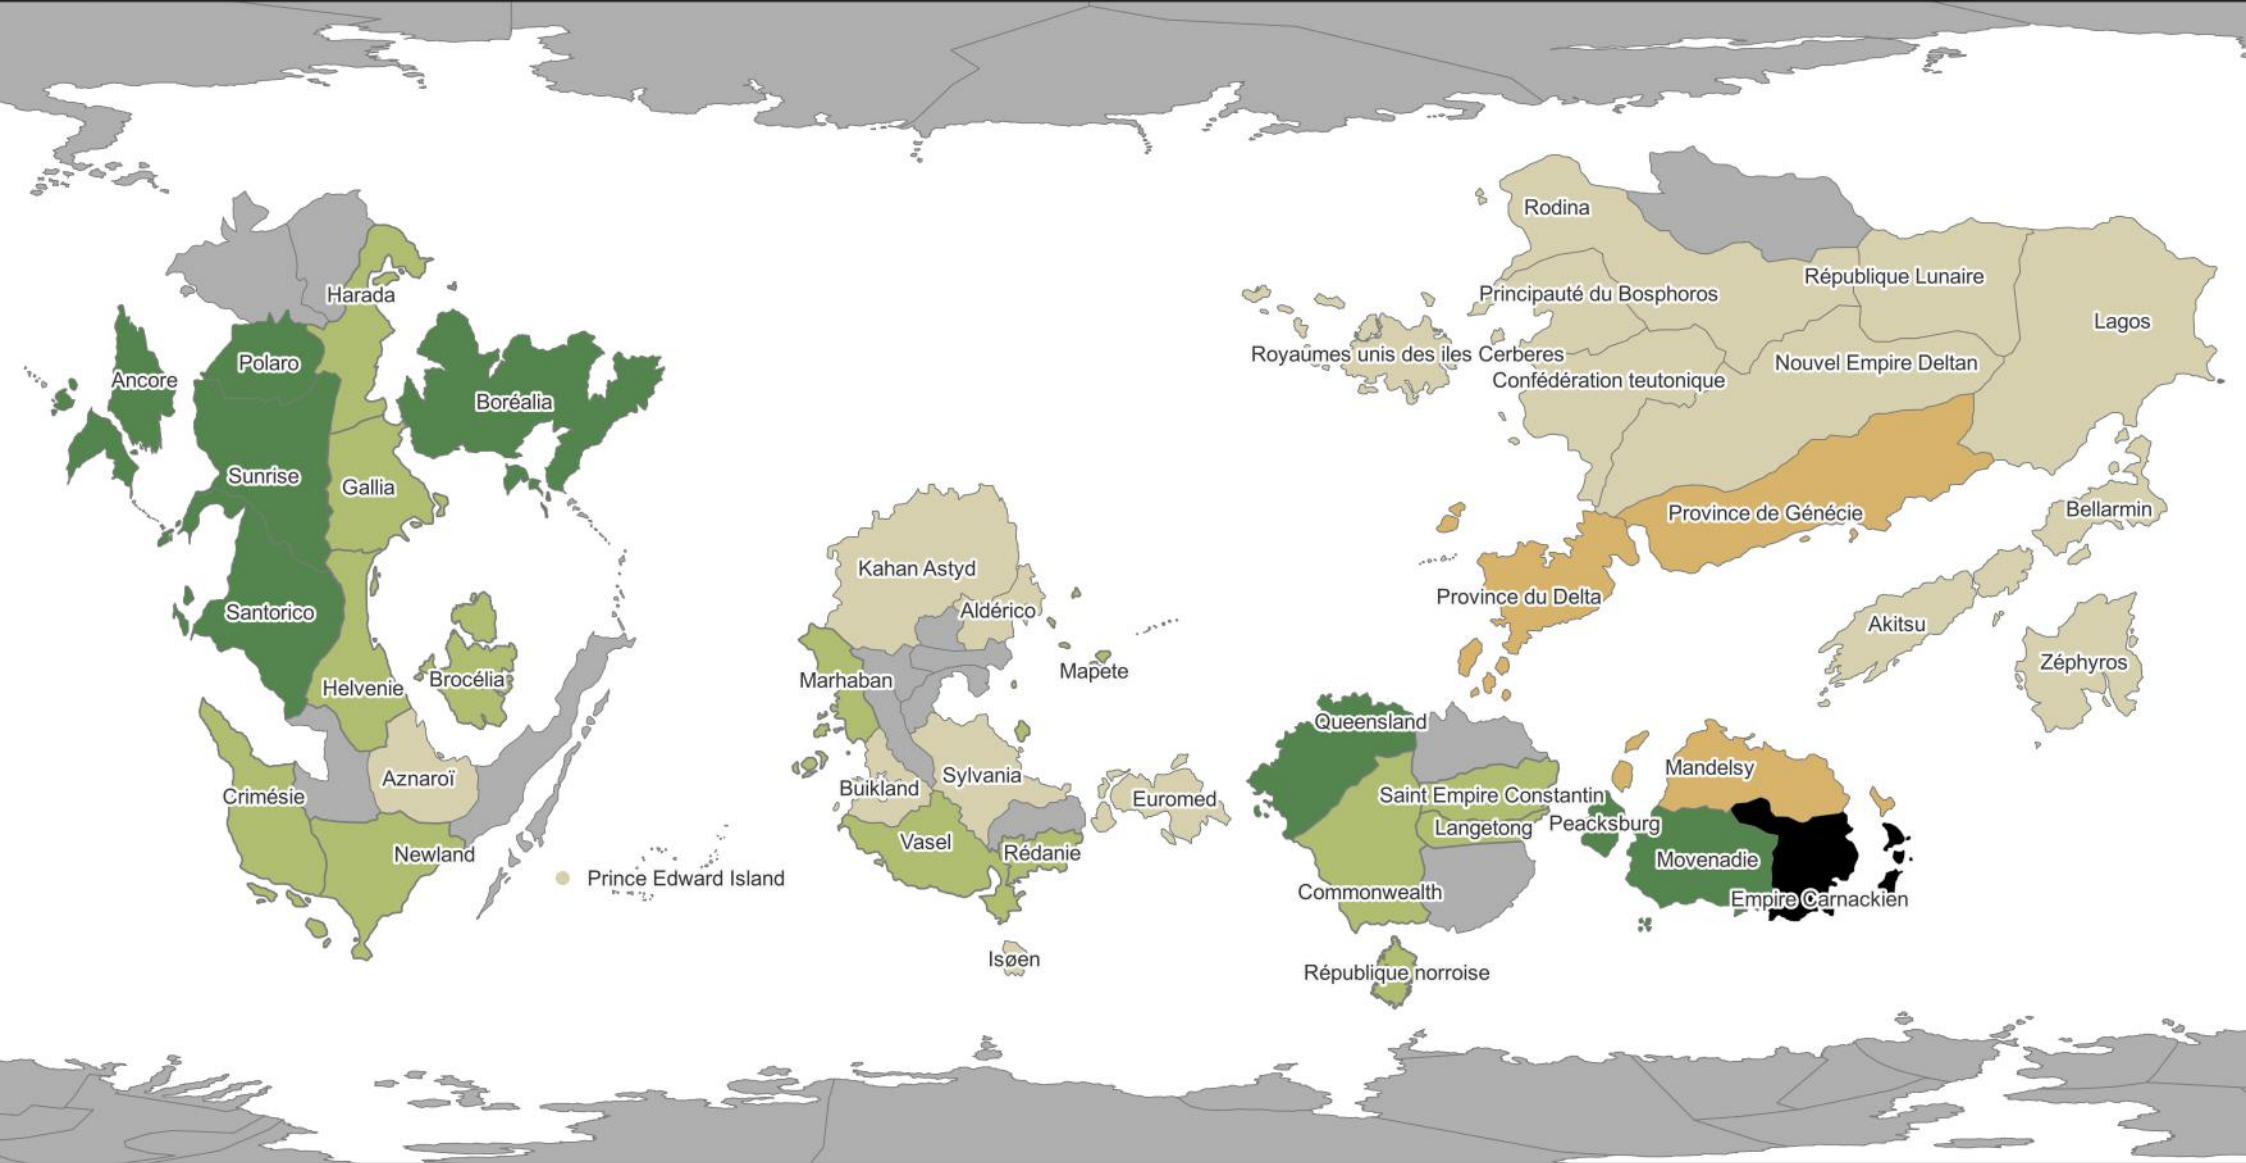 Rodina
République Lunaire
Harada
Principauté du Bosphoros
Lagos
Polaro
Ancore
Royaumes unis des iles Cerberes
Nouvel Empire Deltan
Boréalia
Confédération teutonique
Sunrise
Gallia
Province de Génécie
Bellarmin
Kahan Astyd
Santorico
Aldérico
Province du Delta
Akitsu
Helvenie
Brocélia
Marhaban
Mapete
Zéphyros
Queensland
Aznaroï
Crimésie
Buikland
Sylvania
Euromed
Saint Empire Constantin
Mandelsy
Newland
Vasel
Rédanie
Langetong
Peacksburg
Movenadie
Prince Edward Island
Commonwealth
Empire Carnackien
Isøen
République norroise